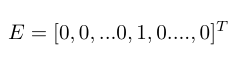 E = [0, 0, ...0, 1, 0...., 0]^T